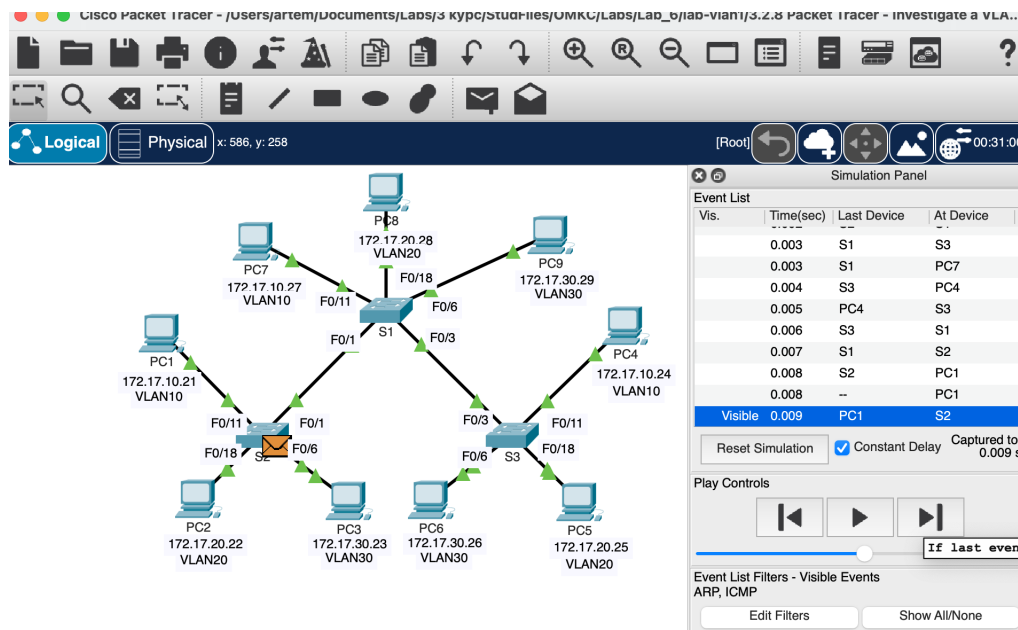 Cisco Packet Tracer - /Users/artem/Documents/Labs/3 курс/StudFiles/OMKC/Labs/Lab_6/lab-vlan1/3.2.8 Packet Tracer - Investigate a VLA...
Logical
Physical
x: 586, y: 258
[Root]
00:31:0
Simulation Panel
Event List
Vis. Time(sec) Last Device At Device
0.003 S1 S3
0.003 S1 PC7
0.004 S3 PC4
0.005 PC4 S3
0.006 S3 S1
0.007 S1 S2
0.008 S2 PC1
0.008 -- PC1
Visible 0.009 PC1 S2
Reset Simulation
Constant Delay
Captured to
0.009 s
Play Controls
If last even
Event List Filters - Visible Events
ARP, ICMP
Edit Filters
Show All/None
PC8
172.17.20.28
VLAN20
PC7
172.17.10.27
VLAN10
PC9
172.17.30.29
VLAN30
F0/11
F0/18
F0/6
S1
F0/1
F0/3
PC1
172.17.10.21
VLAN10
PC4
172.17.10.24
VLAN10
F0/11
F0/1
F0/18
S2
F0/6
F0/3
F0/11
F0/6
S3
F0/18
PC2
172.17.20.22
VLAN20
PC3
172.17.30.23
VLAN30
PC6
172.17.30.26
VLAN30
PC5
172.17.20.25
VLAN20